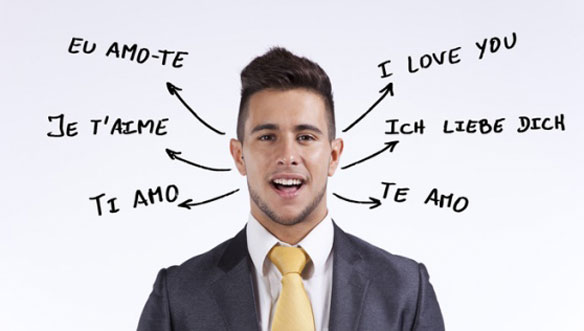 EU AMO-TE
I LOVE YOU
JE T'AIME
ICH LIEBE DICH
TI AMO
TE AMO